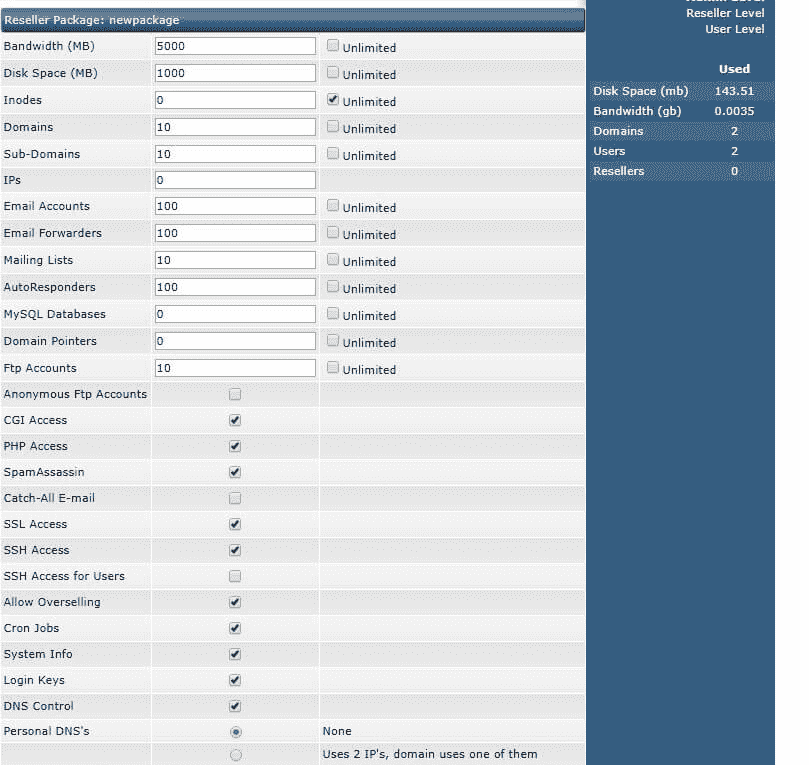 Reseller Level
User Level
Reseller Package: newpackage
Bandwidth (MB) 5000 Unlimited
Disk Space (MB) 1000 Unlimited
Inodes 0 Unlimited
Domains 10 Unlimited
Sub-Domains 10 Unlimited
IPs 0
Email Accounts 100 Unlimited
Email Forwarders 100 Unlimited
Mailing Lists 10 Unlimited
AutoResponders 100 Unlimited
MySQL Databases 0 Unlimited
Domain Pointers 0 Unlimited
Ftp Accounts 10 Unlimited
Anonymous Ftp Accounts
CGI Access
PHP Access
SpamAssassin
Catch-All E-mail
SSL Access
SSH Access
SSH Access for Users
Allow Overselling
Cron Jobs
System Info
Login Keys
DNS Control
Personal DNS's None
Uses 2 IP's, domain uses one of them
Used
Disk Space (mb) 143.51
Bandwidth (gb) 0.0035
Domains 2
Users 2
Resellers 0